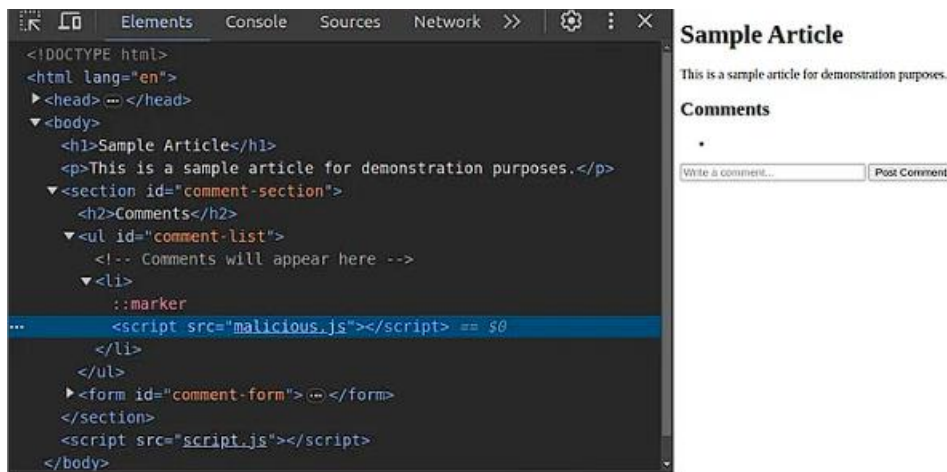 Elements Console Sources Network
<!DOCTYPE html>
<html lang="en">
<head> … </head>
<body>
<h1>Sample Article</h1>
<p>This is a sample article for demonstration purposes.</p>
<section id="comment-section">
<h2>Comments</h2>
<ul id="comment-list">
<!-- Comments will appear here -->
<li>
::marker
<script src="malicious.js"></script> == $0
</li>
</ul>
<form id="comment-form"> … </form>
</section>
<script src="script.js"></script>
</body>
Sample Article
This is a sample article for demonstration purposes.
Comments
Write a comment...
Post Comment